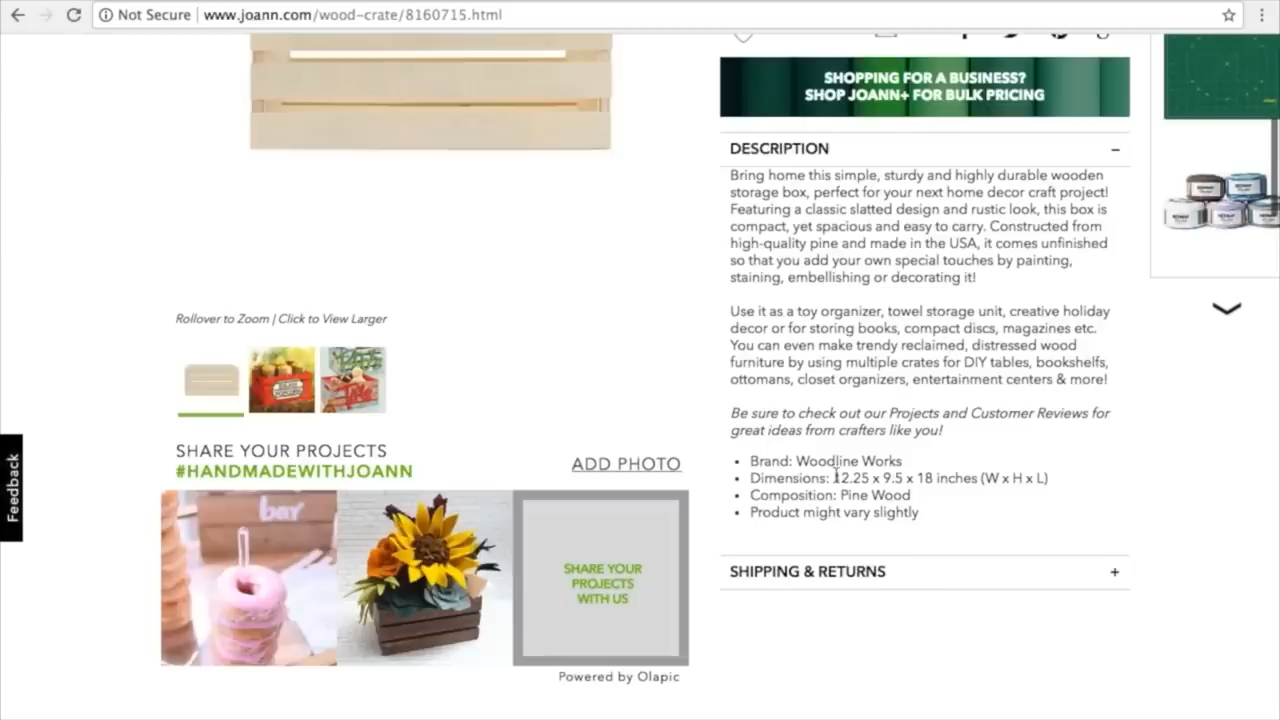 Not Secure | www.joann.com/wood-crate/8160715.html
SHOPPING FOR A BUSINESS?
SHOP JOANN+ FOR BULK PRICING
DESCRIPTION −
Bring home this simple, sturdy and highly durable wooden
storage box, perfect for your next home decor craft project!
Featuring a classic slatted design and rustic look, this box is
compact, yet spacious and easy to carry. Constructed from
high-quality pine and made in the USA, it comes unfinished
so that you add your own special touches by painting,
staining, embellishing or decorating it!
Use it as a toy organizer, towel storage unit, creative holiday
decor or for storing books, compact discs, magazines etc.
You can even make trendy reclaimed, distressed wood
furniture by using multiple crates for DIY tables, bookshelfs,
ottomans, closet organizers, entertainment centers & more!
Be sure to check out our Projects and Customer Reviews for
great ideas from crafters like you!
• Brand: Woodline Works
• Dimensions: 12.25 x 9.5 x 18 inches (W x H x L)
• Composition: Pine Wood
• Product might vary slightly
SHIPPING & RETURNS +
Rollover to Zoom | Click to View Larger
SHARE YOUR PROJECTS
#HANDMADEWITHJOANN
ADD PHOTO
Feedback
bar
SHARE YOUR
PROJECTS
WITH US
Powered by Olapic